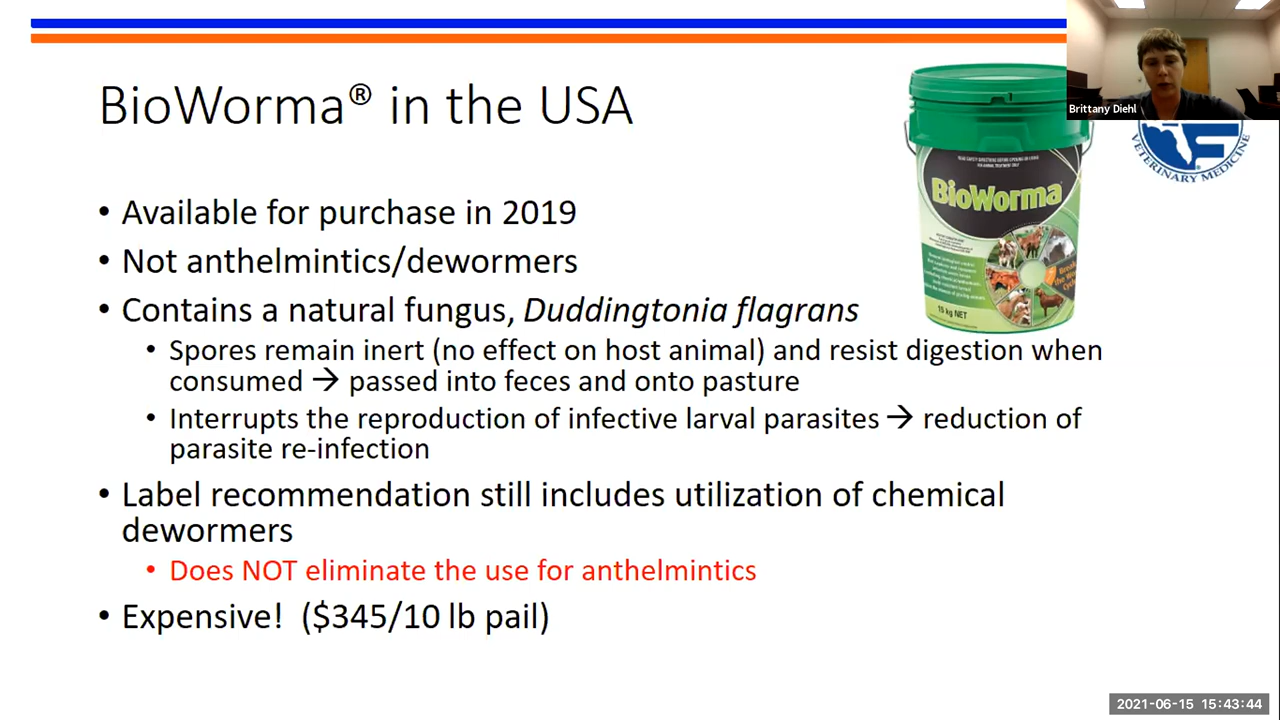 BioWorma® in the USA
Brittany Diehl
VETERINARY MEDICINE
BioWorma
15 kg NET
• Available for purchase in 2019
• Not anthelmintics/dewormers
• Contains a natural fungus, Duddingtonia flagrans
• Spores remain inert (no effect on host animal) and resist digestion when
consumed → passed into feces and onto pasture
• Interrupts the reproduction of infective larval parasites → reduction of
parasite re-infection
• Label recommendation still includes utilization of chemical
dewormers
• Does NOT eliminate the use for anthelmintics
• Expensive! ($345/10 lb pail)
2021-06-15 15:43:44